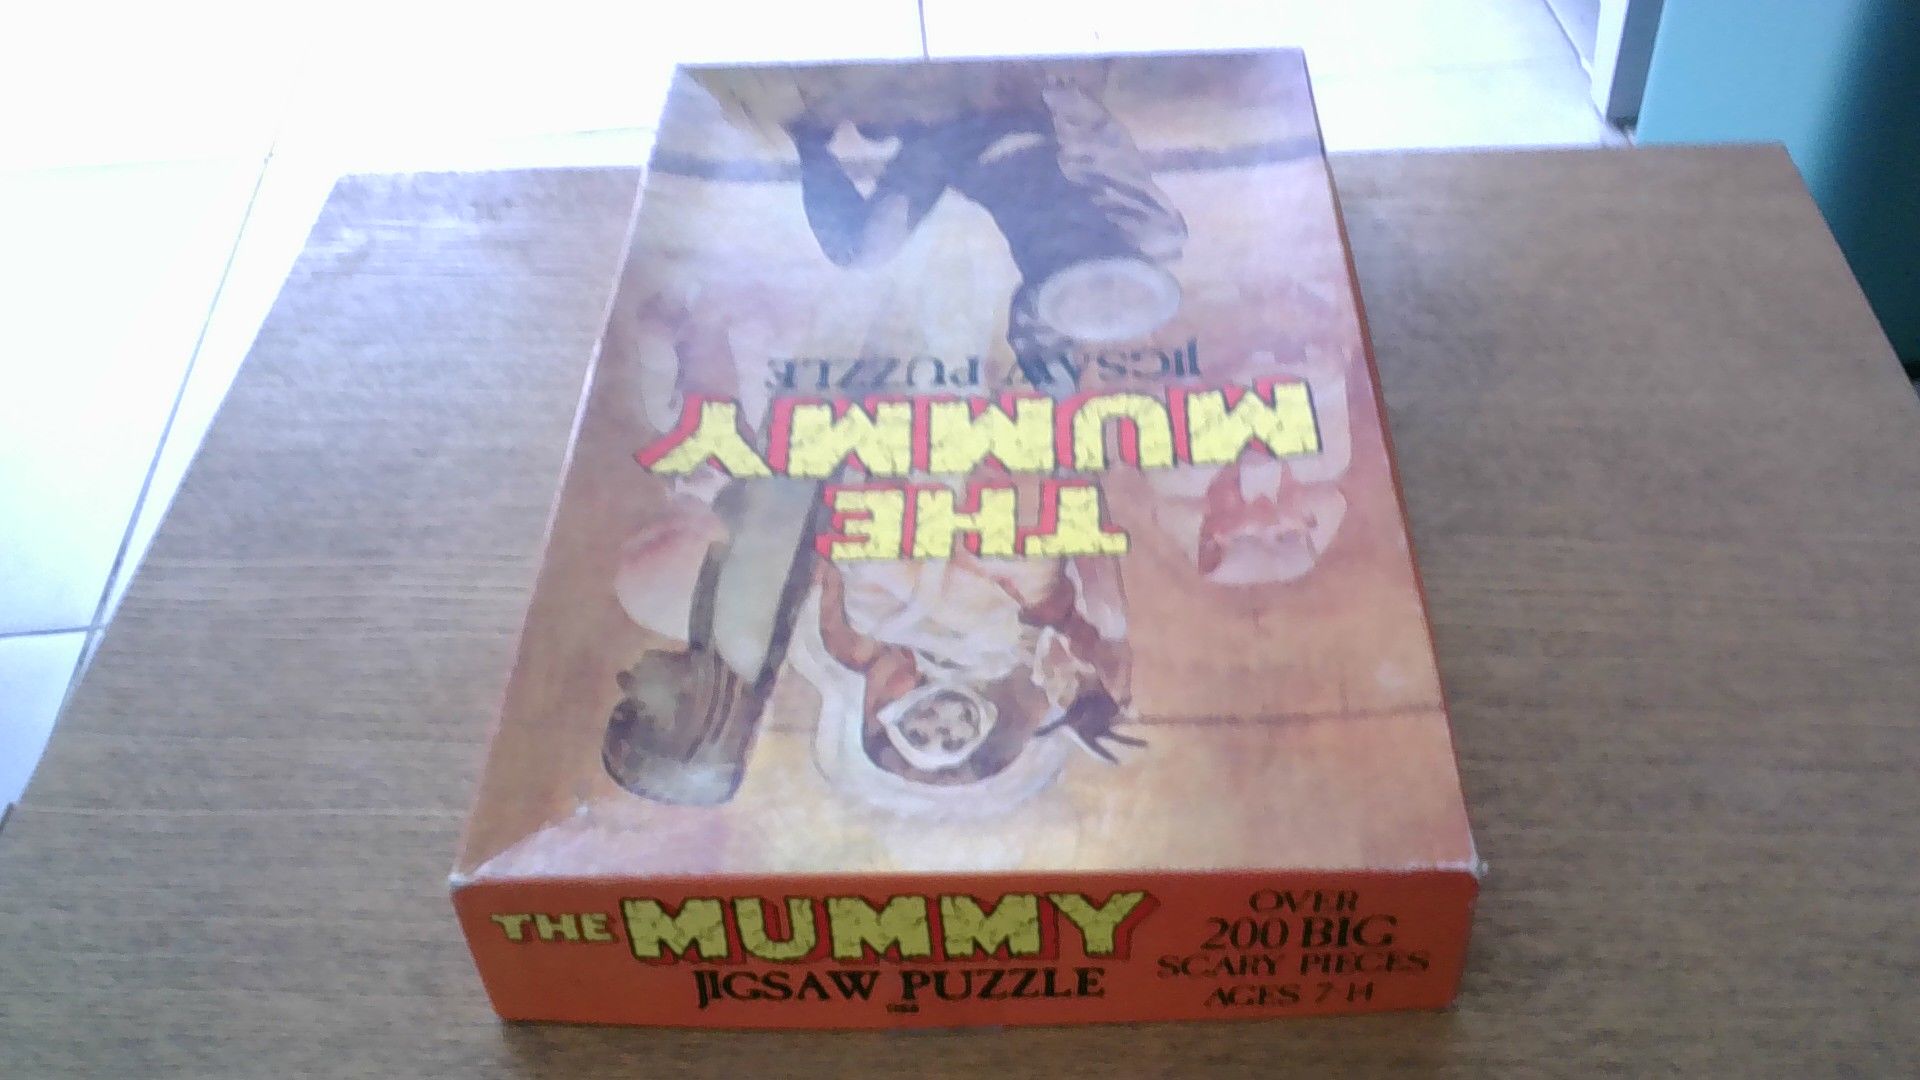 JIGSAW PUZZLE
THE
MUMMY
THE MUMMY
JIGSAW PUZZLE
OVER
200 BIG
SCARY PIECES
AGES 7-14